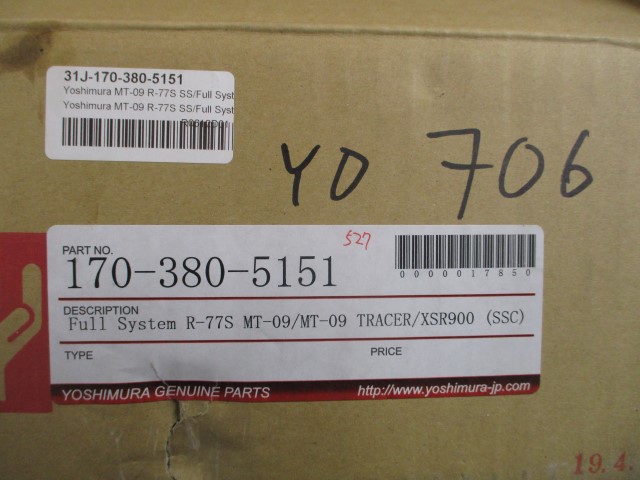 31J-170-380-5151
Yoshimura MT-09 R-77S SS/Full Syst
Yoshimura MT-09 R-77S SS/Full Syst
YO 706
527
PART NO.
170-380-5151
0000017850
DESCRIPTION
Full System R-77S MT-09/MT-09 TRACER/XSR900 (SSC)
TYPE
PRICE
YOSHIMURA GENUINE PARTS
http://www.yoshimura-jp.com
19.4.